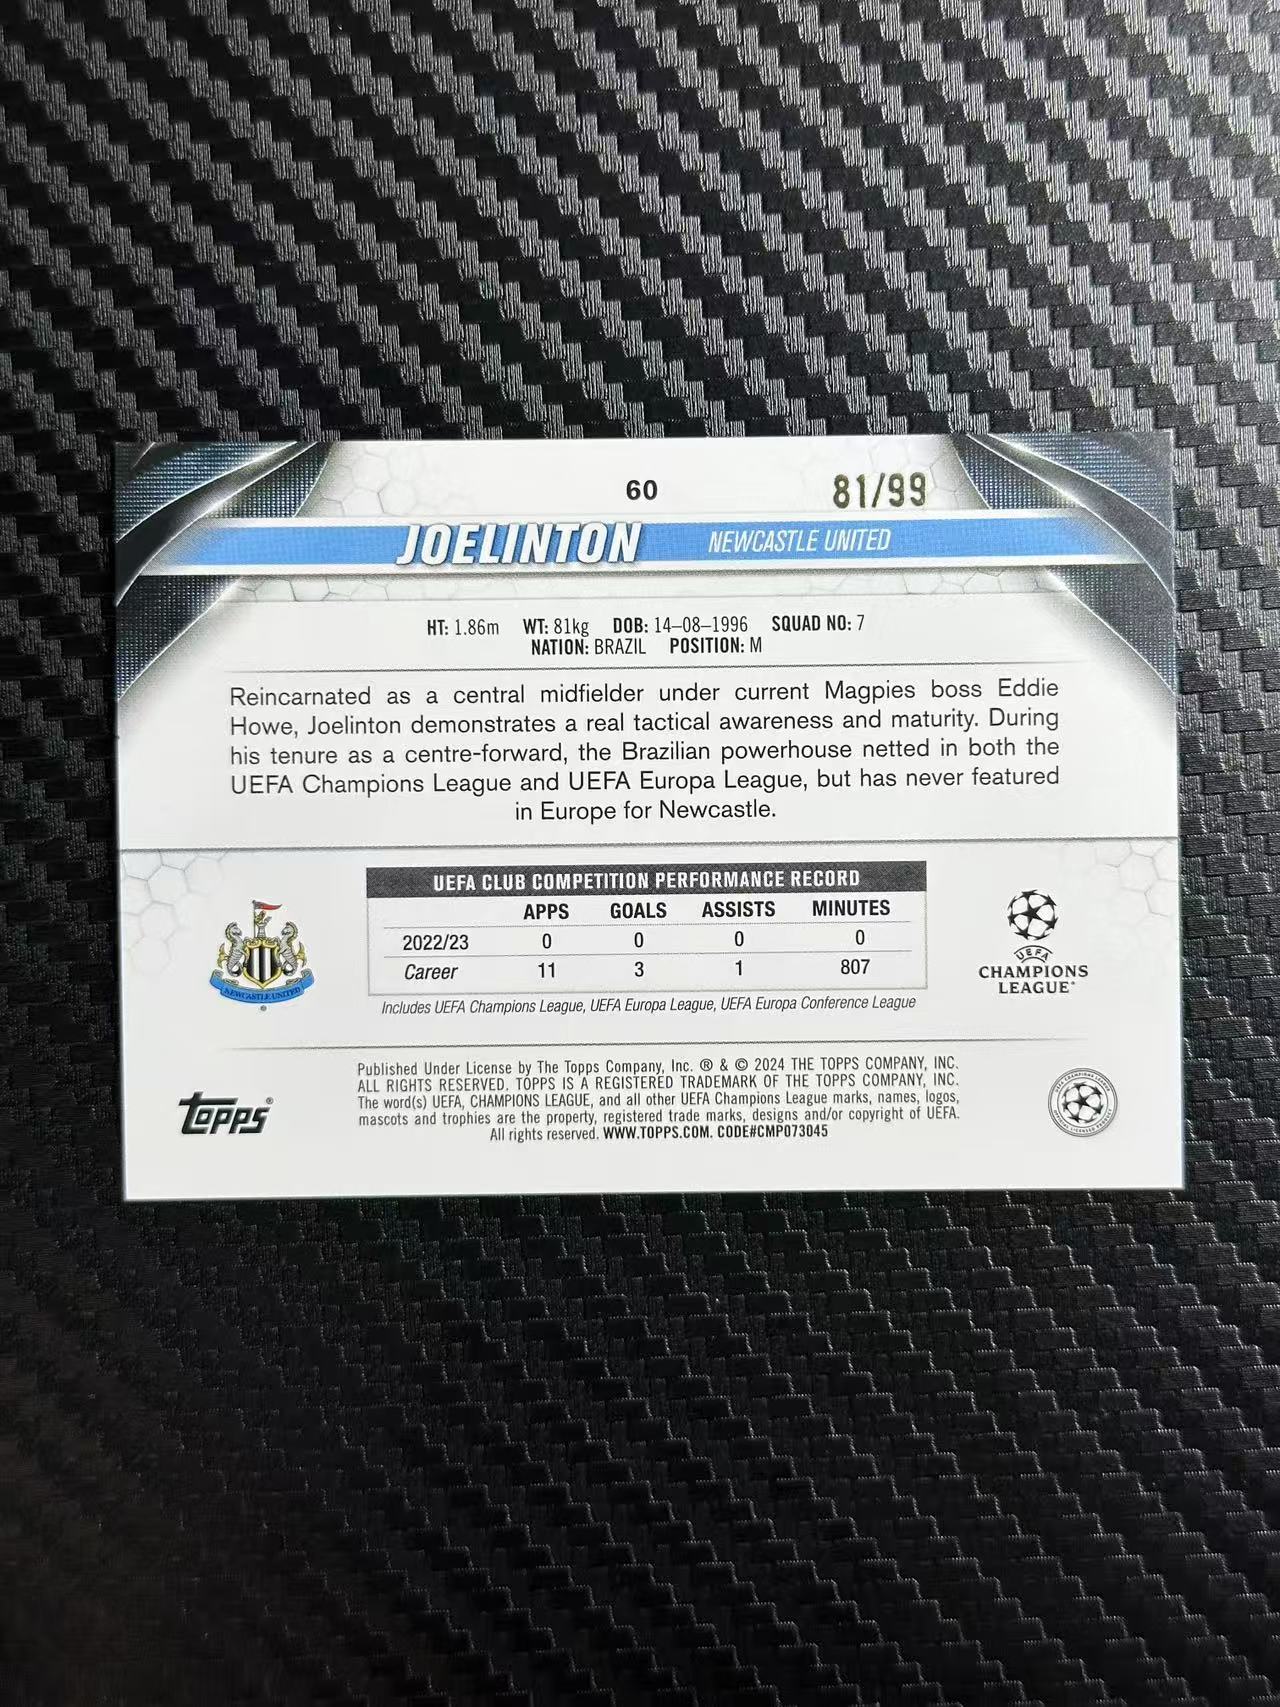 60
81/99
JOELINTON NEWCASTLE UNITED
HT: 1.86m WT: 81kg DOB: 14–08–1996 SQUAD NO: 7
NATION: BRAZIL POSITION: M
Reincarnated as a central midfielder under current Magpies boss Eddie
Howe, Joelinton demonstrates a real tactical awareness and maturity. During
his tenure as a centre-forward, the Brazilian powerhouse netted in both the
UEFA Champions League and UEFA Europa League, but has never featured
in Europe for Newcastle.
UEFA CLUB COMPETITION PERFORMANCE RECORD
APPS GOALS ASSISTS MINUTES
2022/23 0 0 0 0
Career 11 3 1 807
Includes UEFA Champions League, UEFA Europa League, UEFA Europa Conference League
NEWCASTLE UNITED
®
UEFA
CHAMPIONS
LEAGUE®
Published Under License by The Topps Company, Inc. ® & © 2024 THE TOPPS COMPANY, INC.
ALL RIGHTS RESERVED. TOPPS IS A REGISTERED TRADEMARK OF THE TOPPS COMPANY, INC.
The word(s) UEFA, CHAMPIONS LEAGUE, and all other UEFA Champions League marks, names, logos,
mascots and trophies are the property, registered trade marks, designs and/or copyright of UEFA.
All rights reserved. WWW.TOPPS.COM. CODE#CMP073045
topps®